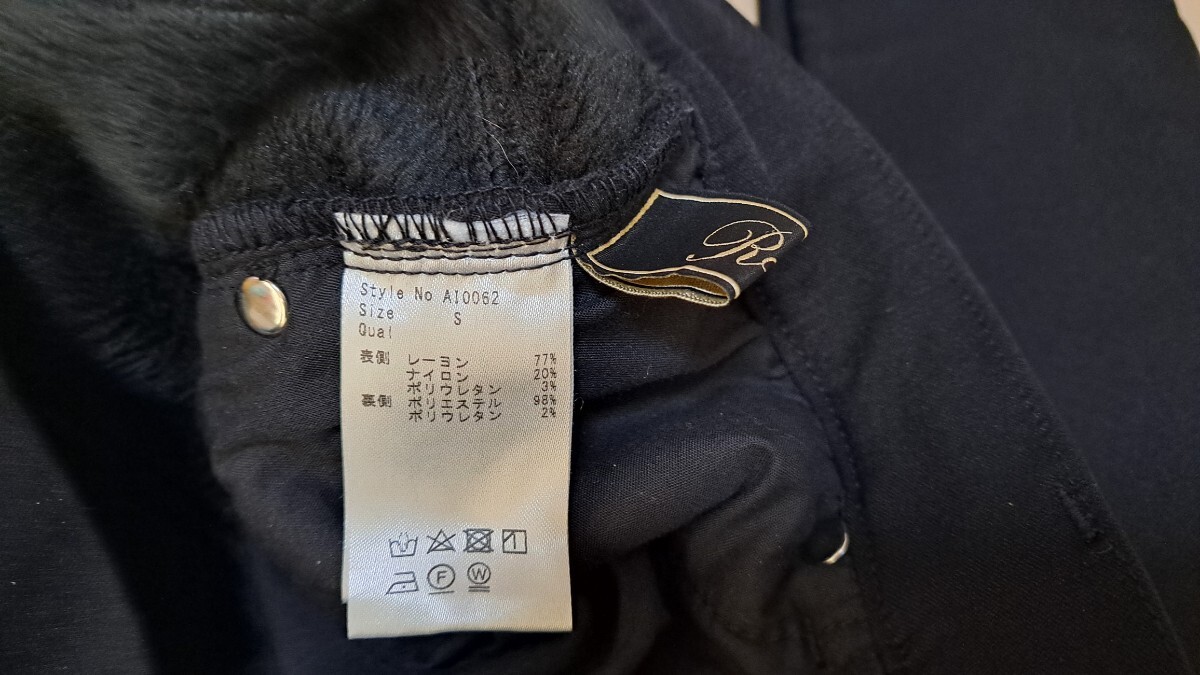 Style No AI0062
Size S
Qual
表側 レーヨン 77%
ナイロン 20%
ポリウレタン 3%
裏側 ポリエステル 98%
ポリウレタン 2%
F W